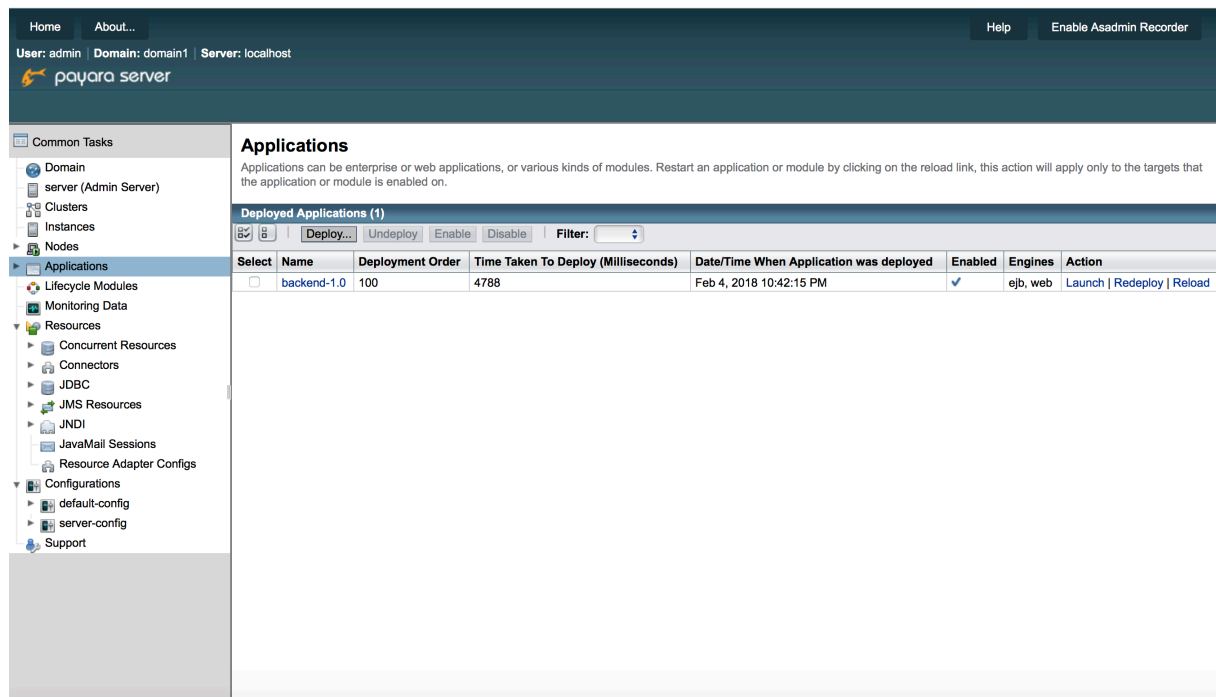 Home About... Help Enable Asadmin Recorder
User: admin Domain: domain1 Server: localhost
payara server
Common Tasks
Domain
server (Admin Server)
Clusters
Instances
Nodes
Applications
Lifecycle Modules
Monitoring Data
Resources
Concurrent Resources
Connectors
JDBC
JMS Resources
JNDI
JavaMail Sessions
Resource Adapter Configs
Configurations
default-config
server-config
Support
Applications
Applications can be enterprise or web applications, or various kinds of modules. Restart an application or module by clicking on the reload link, this action will apply only to the targets that
the application or module is enabled on.
Deployed Applications (1)
Deploy... Undeploy Enable Disable Filter:
Select Name Deployment Order Time Taken To Deploy (Milliseconds) Date/Time When Application was deployed Enabled Engines Action
backend-1.0 100 4788 Feb 4, 2018 10:42:15 PM ejb, web Launch | Redeploy | Reload